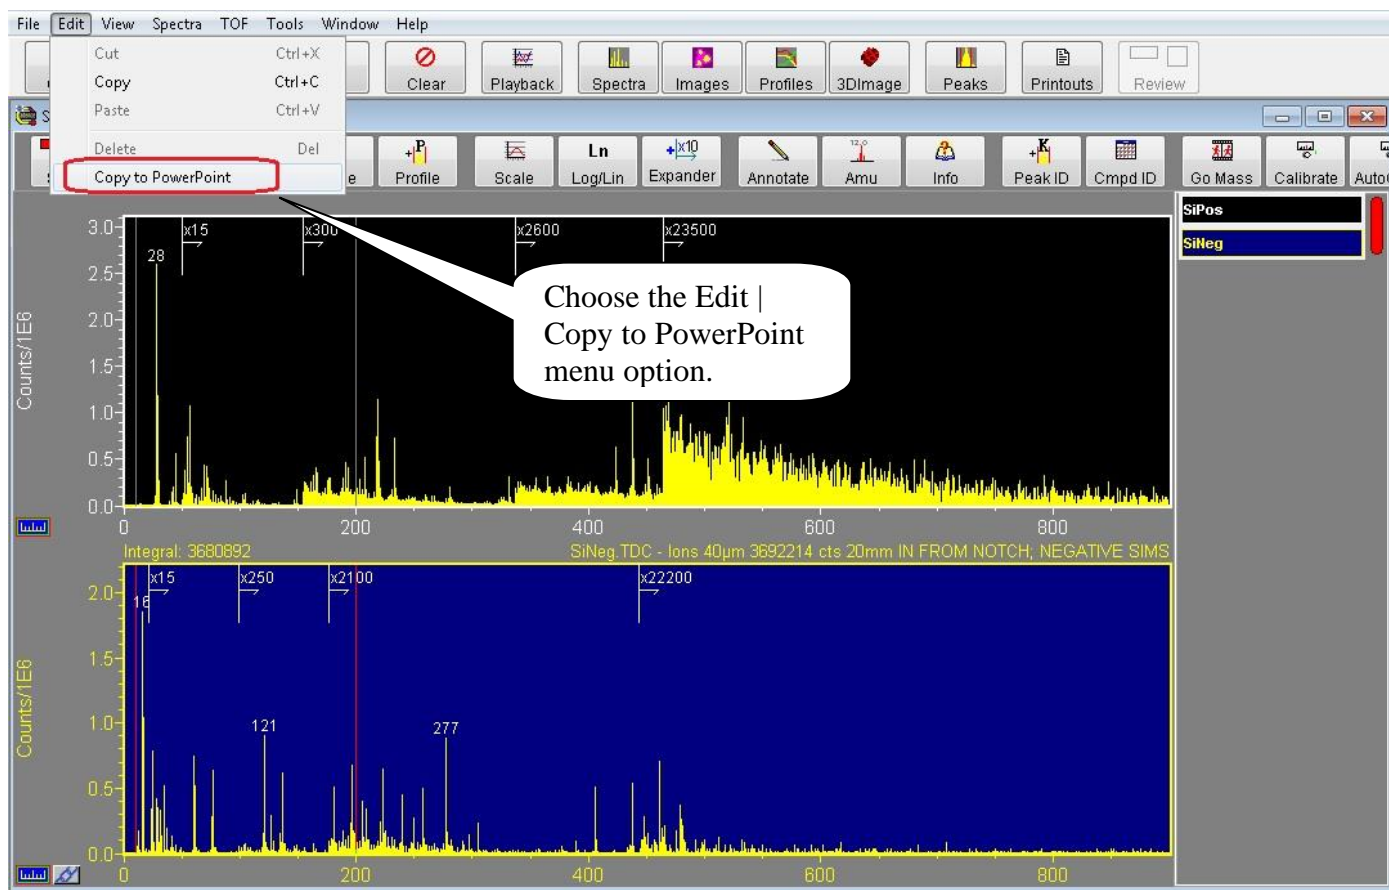 File Edit View Spectra TOF Tools Window Help
Cut Ctrl+X
Copy Ctrl+C
Paste Ctrl+V
Delete Del
Copy to PowerPoint
Clear Playback Spectra Images Profiles 3DImage Peaks Printouts Review
P Ln x10 12,0 K
Profile Scale Log/Lin Expander Annotate Amu Info Peak ID Cmpd ID Go Mass Calibrate
SiPos
SiNeg
Choose the Edit |
Copy to PowerPoint
menu option.
Counts/1E6
3.0
2.5
2.0
1.5
1.0
0.5
0.0
28 x15 x300 x2600 x23500
0 200 400 600 800
Integral: 3680892 SiNeg.TDC - Ions 40µm 3692214 cts 20mm IN FROM NOTCH; NEGATIVE SIMS
Counts/1E6
2.0
1.5
1.0
0.5
0.0
16 x15 x250 x2100 x22200
121 277
0 200 400 600 800